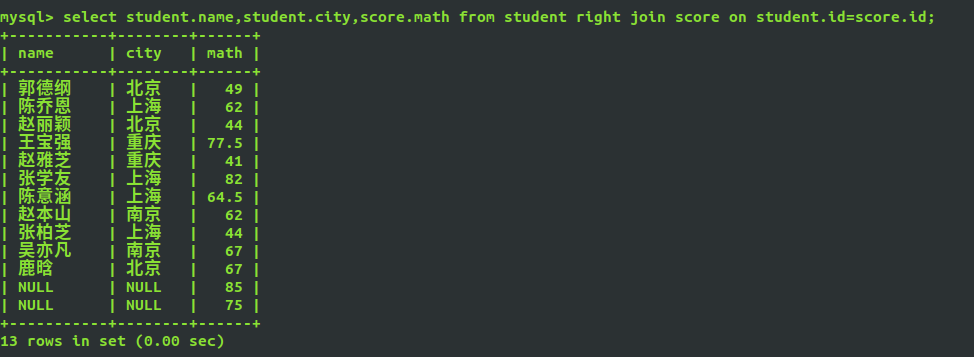 mysql> select student.name,student.city,score.math from student right join score on student.id=score.id;
+-----------+--------+------+
| name      | city   | math |
+-----------+--------+------+
| 郭德纲    | 北京   |   49 |
| 陈乔恩    | 上海   |   62 |
| 赵丽颖    | 北京   |   44 |
| 王宝强    | 重庆   | 77.5 |
| 赵雅芝    | 重庆   |   41 |
| 张学友    | 上海   |   82 |
| 陈意涵    | 上海   | 64.5 |
| 赵本山    | 南京   |   62 |
| 张柏芝    | 上海   |   44 |
| 吴亦凡    | 南京   |   67 |
| 鹿晗      | 北京   |   67 |
| NULL      | NULL   |   85 |
| NULL      | NULL   |   75 |
+-----------+--------+------+
13 rows in set (0.00 sec)